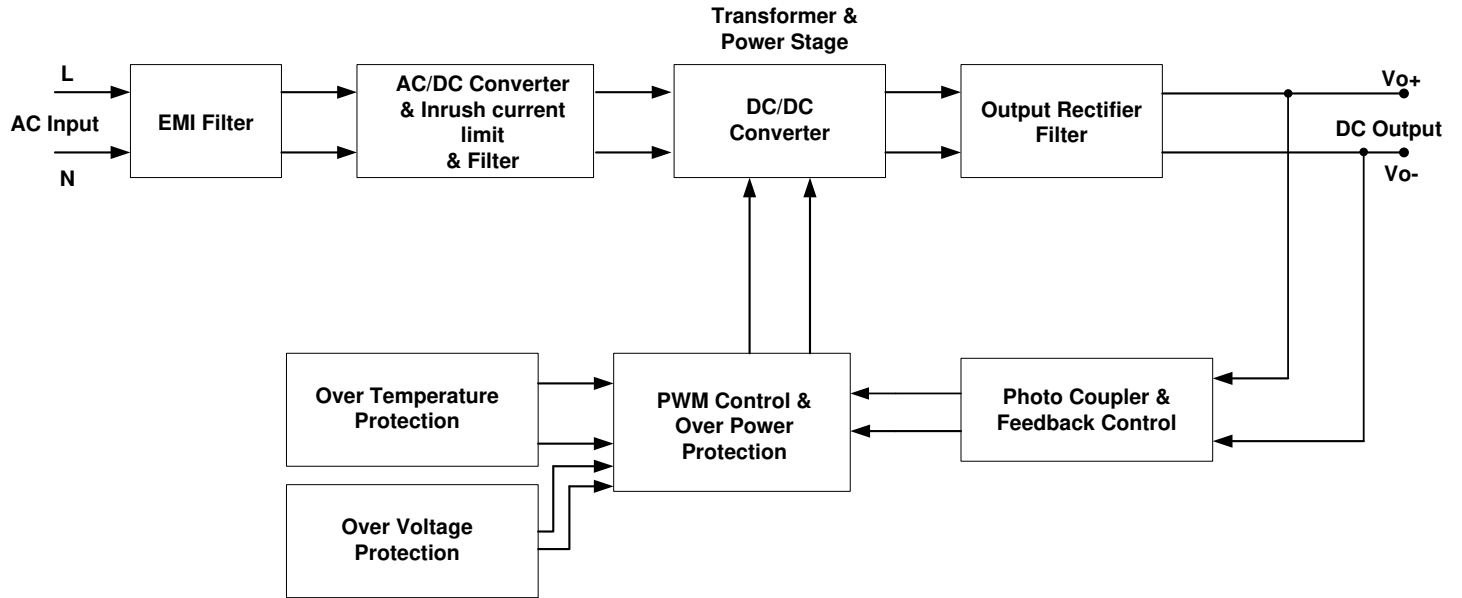 Transformer &
Power Stage
L
AC Input
N
EMI Filter
AC/DC Converter
& Inrush current
limit
& Filter
DC/DC
Converter
Output Rectifier
Filter
Vo+
DC Output
Vo-
Over Temperature
Protection
PWM Control &
Over Power
Protection
Photo Coupler &
Feedback Control
Over Voltage
Protection